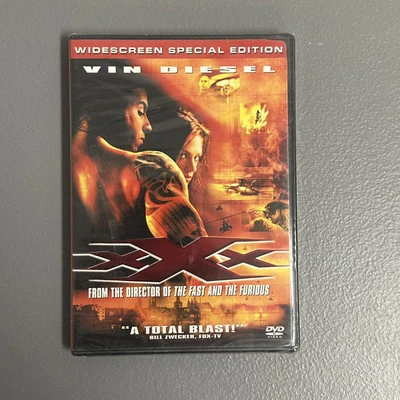 WIDESCREEN SPECIAL EDITION
VIN DIESEL
xXx
FROM THE DIRECTOR OF THE FAST AND THE FURIOUS
"A TOTAL BLAST!"
BILL ZWECKER, FOX-TV
DVD
VIDEO